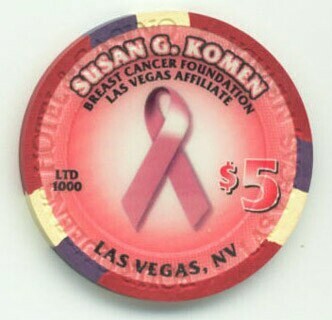 SUSAN G. KOMEN
BREAST CANCER FOUNDATION
LAS VEGAS AFFILIATE
LTD
1000
$5
LAS VEGAS, NV